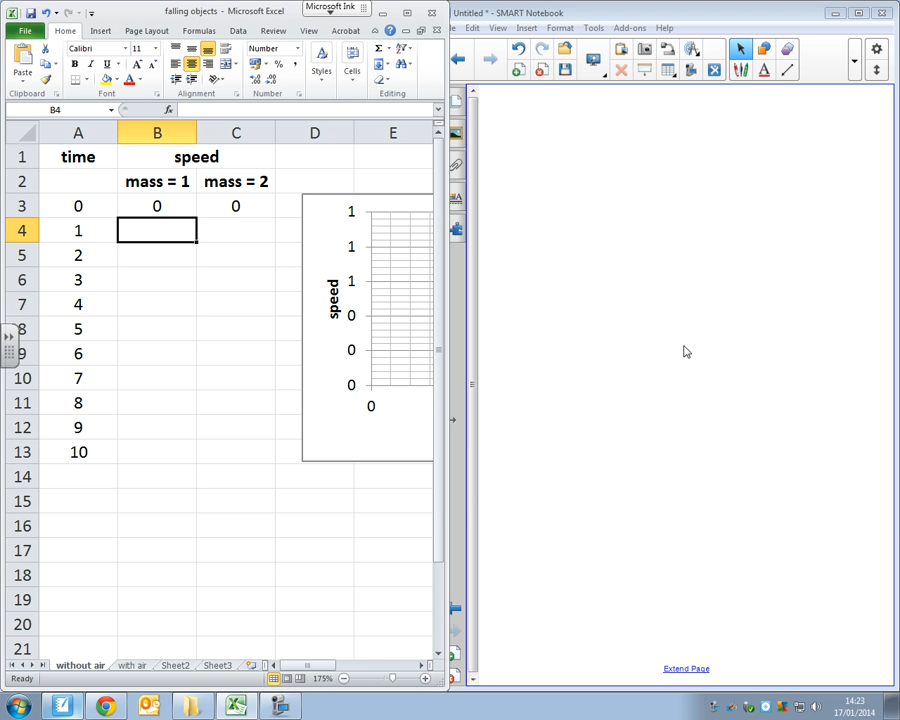 falling objects - Microsoft Excel
Microsoft Ink
Untitled * - SMART Notebook
File Home Insert Page Layout Formulas Data Review View Acrobat
Edit View Insert Format Tools Add-ons Help
Calibri 11 Number
Paste Styles Cells
Clipboard Font Alignment Number Editing
B4 fx
A B C D E
1 time speed
2 mass = 1 mass = 2
3 0 0 0
4 1
5 2
6 3
7 4
8 5
9 6
10 7
11 8
12 9
13 10
14
15
16
17
18
19
20
21
speed
1
1
1
0
0
0
0
without air with air Sheet2 Sheet3
Ready 175%
Extend Page
14:23
17/01/2014